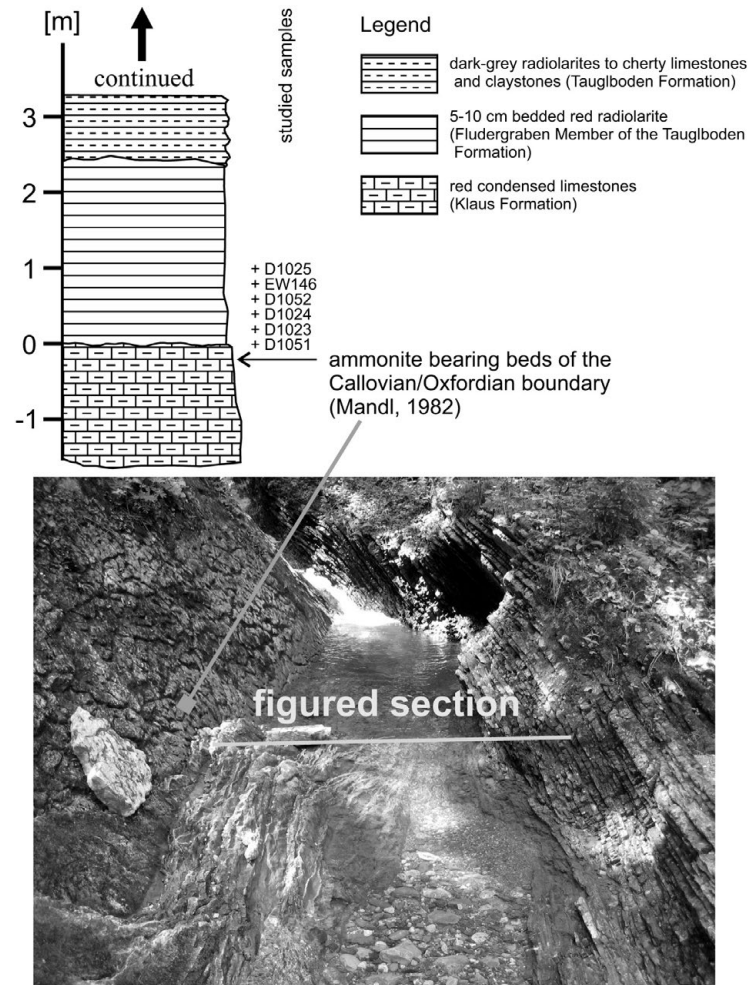 [m]
continued
3
2
1
0
-1
studied samples
+ D1025
+ EW146
+ D1052
+ D1024
+ D1023
+ D1051
Legend
dark-grey radiolarites to cherty limestones
and claystones (Tauglboden Formation)
5-10 cm bedded red radiolarite
(Fludergraben Member of the Tauglboden
Formation)
red condensed limestones
(Klaus Formation)
ammonite bearing beds of the
Callovian/Oxfordian boundary
(Mandl, 1982)
figured section